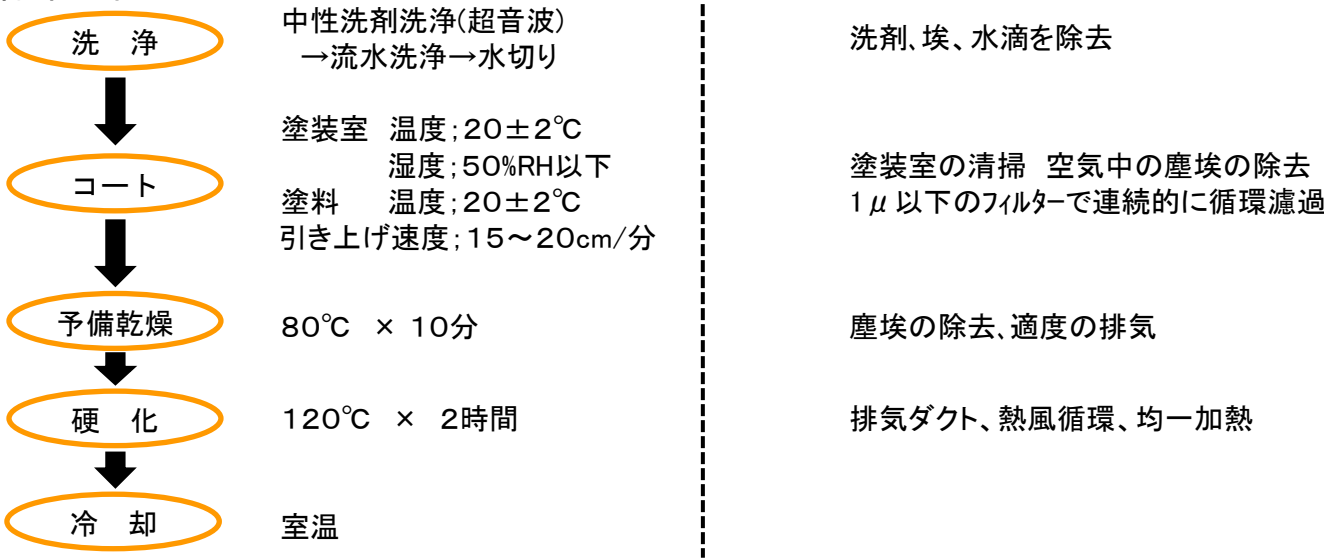 洗　浄
中性洗剤洗浄(超音波)
→流水洗浄→水切り
洗剤、埃、水滴を除去
コート
塗装室　温度；２０±２℃
湿度；５０％RH以下
塗料　　温度；２０±２℃
引き上げ速度；１５～２０cm/分
塗装室の清掃　空気中の塵埃の除去
１μ以下のフィルターで連続的に循環濾過
予備乾燥
８０℃　×　１０分
塵埃の除去、適度の排気
硬　化
１２０℃　×　２時間
排気ダクト、熱風循環、均一加熱
冷　却
室温